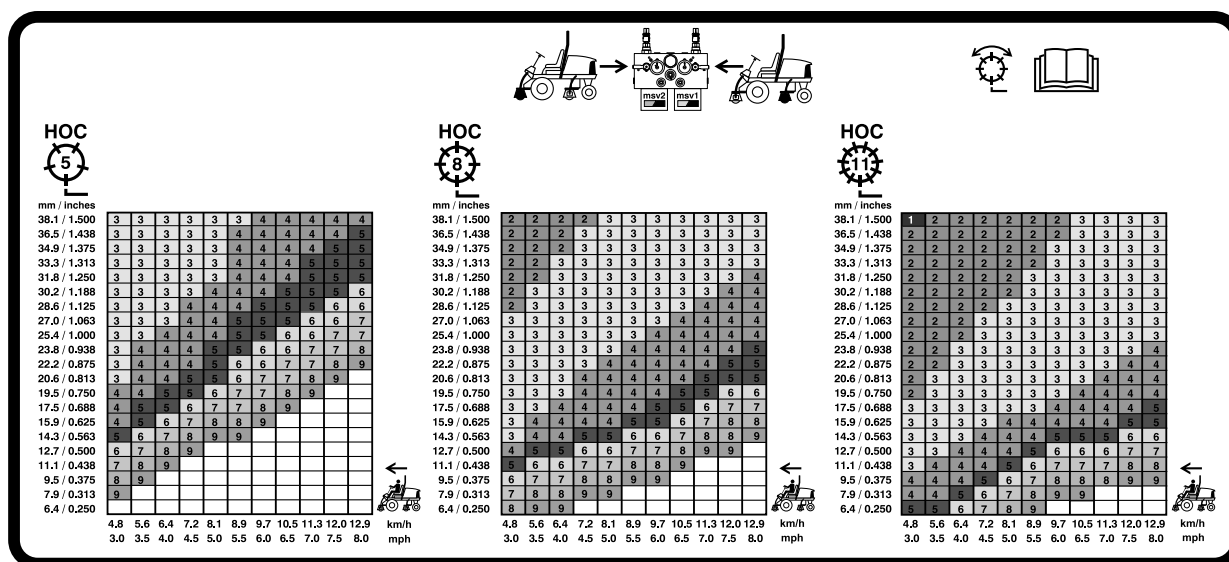 msv2 msv1
HOC
5
mm / inches
38.1 / 1.500 3 3 3 3 3 3 4 4 4 4 4
36.5 / 1.438 3 3 3 3 3 4 4 4 4 4 5
34.9 / 1.375 3 3 3 3 3 4 4 4 4 5 5
33.3 / 1.313 3 3 3 3 3 4 4 4 5 5 5
31.8 / 1.250 3 3 3 3 3 4 4 4 5 5 5
30.2 / 1.188 3 3 3 3 4 4 4 5 5 5 6
28.6 / 1.125 3 3 3 4 4 4 5 5 5 6 6
27.0 / 1.063 3 3 3 4 4 5 5 5 6 6 7
25.4 / 1.000 3 3 4 4 4 5 5 6 6 7 7
23.8 / 0.938 3 4 4 4 5 5 6 6 7 7 8
22.2 / 0.875 3 4 4 4 5 6 6 7 7 8 9
20.6 / 0.813 3 4 4 5 5 6 7 7 8 9
19.5 / 0.750 4 4 5 5 6 7 7 8 9
17.5 / 0.688 4 5 5 6 7 7 8 9
15.9 / 0.625 4 5 6 7 7 8 9
14.3 / 0.563 5 6 7 8 9 9
12.7 / 0.500 6 7 8 9
11.1 / 0.438 7 8 9
9.5 / 0.375 8 9
7.9 / 0.313 9
6.4 / 0.250
4.8 5.6 6.4 7.2 8.1 8.9 9.7 10.5 11.3 12.0 12.9 km/h
3.0 3.5 4.0 4.5 5.0 5.5 6.0 6.5 7.0 7.5 8.0 mph
HOC
8
mm / inches
38.1 / 1.500 2 2 2 2 3 3 3 3 3 3 3
36.5 / 1.438 2 2 2 3 3 3 3 3 3 3 3
34.9 / 1.375 2 2 2 3 3 3 3 3 3 3 3
33.3 / 1.313 2 2 3 3 3 3 3 3 3 3 3
31.8 / 1.250 2 2 3 3 3 3 3 3 3 3 4
30.2 / 1.188 2 3 3 3 3 3 3 3 3 4 4
28.6 / 1.125 2 3 3 3 3 3 3 3 4 4 4
27.0 / 1.063 3 3 3 3 3 3 3 4 4 4 4
25.4 / 1.000 3 3 3 3 3 3 4 4 4 4 4
23.8 / 0.938 3 3 3 3 3 4 4 4 4 4 5
22.2 / 0.875 3 3 3 3 4 4 4 4 4 5 5
20.6 / 0.813 3 3 3 4 4 4 4 4 5 5 5
19.5 / 0.750 3 3 3 4 4 4 4 5 5 6 6
17.5 / 0.688 3 3 4 4 4 4 5 5 6 6 7
15.9 / 0.625 3 3 4 4 4 5 5 6 6 7 7
14.3 / 0.563 3 4 4 5 5 6 6 7 8 8 9
12.7 / 0.500 4 5 5 5 6 6 7 7 8 9 9
11.1 / 0.438 5 6 6 7 7 8 8 9
9.5 / 0.375 6 7 7 8 8 9 9
7.9 / 0.313 7 8 8 9 9
6.4 / 0.250 8 9 9
4.8 5.6 6.4 7.2 8.1 8.9 9.7 10.5 11.3 12.0 12.9 km/h
3.0 3.5 4.0 4.5 5.0 5.5 6.0 6.5 7.0 7.5 8.0 mph
HOC
11
mm / inches
38.1 / 1.500 1 2 2 2 2 2 2 3 3 3 3
36.5 / 1.438 2 2 2 2 2 2 2 3 3 3 3
34.9 / 1.375 2 2 2 2 2 2 3 3 3 3 3
33.3 / 1.313 2 2 2 2 2 2 3 3 3 3 3
31.8 / 1.250 2 2 2 2 2 3 3 3 3 3 3
30.2 / 1.188 2 2 2 2 2 3 3 3 3 3 3
28.6 / 1.125 2 2 2 2 3 3 3 3 3 3 3
27.0 / 1.063 2 2 2 3 3 3 3 3 3 3 3
25.4 / 1.000 2 2 2 3 3 3 3 3 3 3 3
23.8 / 0.938 2 2 3 3 3 3 3 3 3 3 4
22.2 / 0.875 2 2 3 3 3 3 3 3 3 4 4
20.6 / 0.813 2 3 3 3 3 3 3 3 4 4 4
19.5 / 0.750 2 3 3 3 3 3 3 4 4 4 4
17.5 / 0.688 3 3 3 3 3 3 4 4 4 4 5
15.9 / 0.625 3 3 3 3 3 4 4 4 4 5 5
14.3 / 0.563 3 3 3 4 4 4 5 5 5 6 6
12.7 / 0.500 3 3 4 4 4 5 6 6 6 7 7
11.1 / 0.438 3 4 4 4 5 6 6 7 7 8 8
9.5 / 0.375 4 4 4 5 6 7 7 8 8 9 9
7.9 / 0.313 4 4 5 6 7 8 9 9
6.4 / 0.250 5 5 6 7 8 9
4.8 5.6 6.4 7.2 8.1 8.9 9.7 10.5 11.3 12.0 12.9 km/h
3.0 3.5 4.0 4.5 5.0 5.5 6.0 6.5 7.0 7.5 8.0 mph